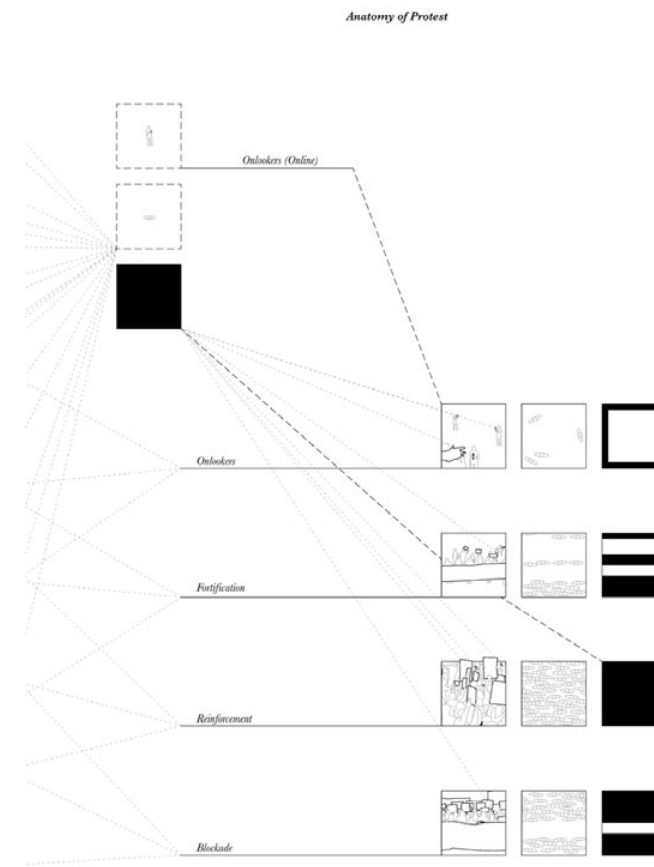 Anatomy of Protest
Onlookers (Online)
Onlookers
Fortification
Reinforcement
Blockade